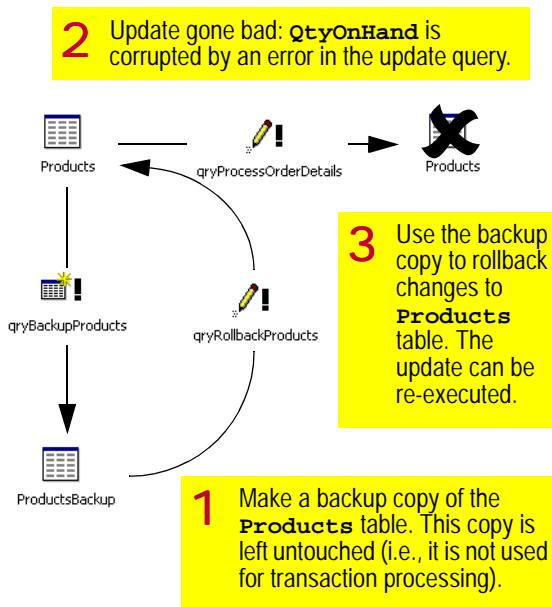 2 Update gone bad: QtyOnHand is
corrupted by an error in the update query.
Products
qryProcessOrderDetails
Products
3 Use the backup
copy to rollback
changes to
Products
table. The
update can be
re-executed.
qryBackupProducts
qryRollbackProducts
ProductsBackup
1 Make a backup copy of the
Products table. This copy is
left untouched (i.e., it is not used
for transaction processing).